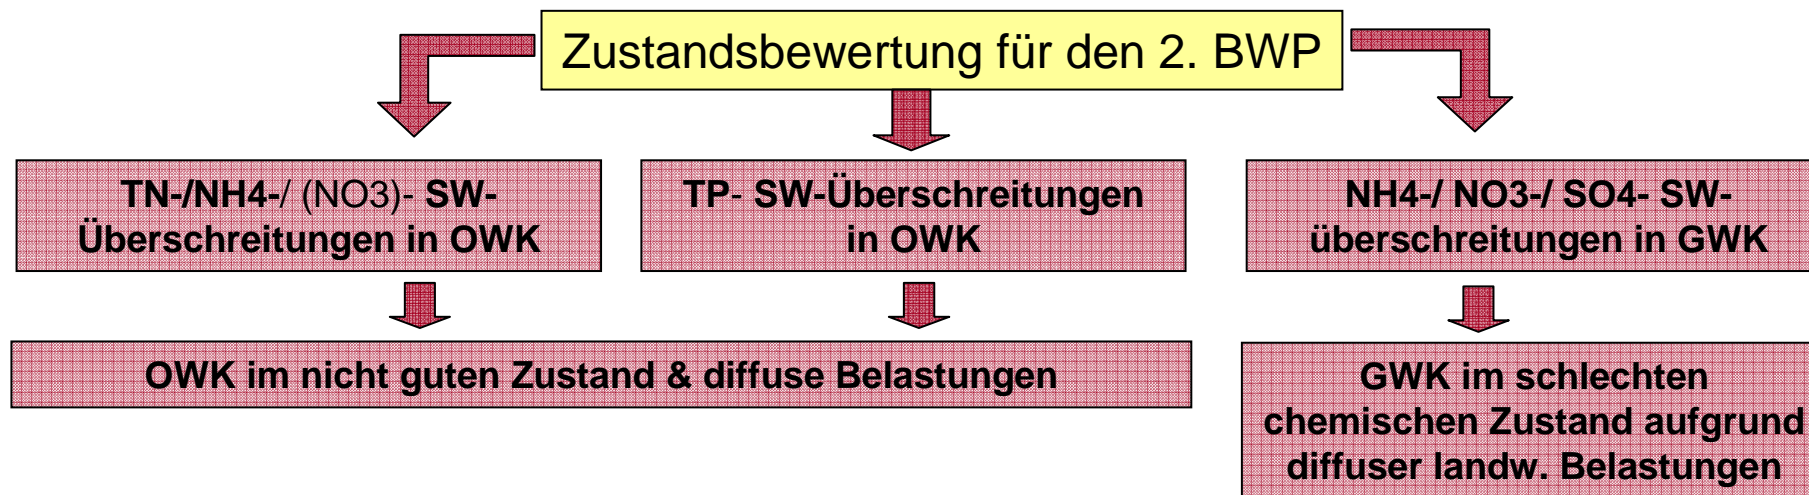 Zustandsbewertung für den 2. BWP
TN-/NH4-/ (NO3)- SW-
Überschreitungen in OWK
TP- SW-Überschreitungen
in OWK
NH4-/ NO3-/ SO4- SW-
überschreitungen in GWK
OWK im nicht guten Zustand & diffuse Belastungen
GWK im schlechten
chemischen Zustand aufgrund
diffuser landw. Belastungen